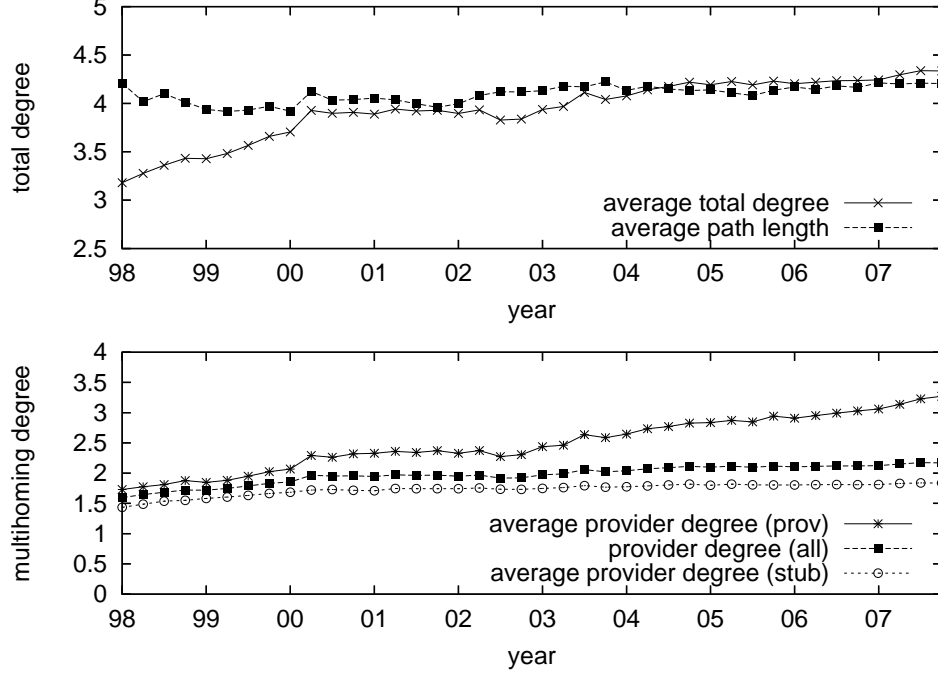 5
4.5
4
3.5
3
2.5
total degree
average total degree
average path length
98 99 00 01 02 03 04 05 06 07
year
4
3.5
3
2.5
2
1.5
1
0.5
0
multihoming degree
average provider degree (prov)
provider degree (all)
average provider degree (stub)
98 99 00 01 02 03 04 05 06 07
year